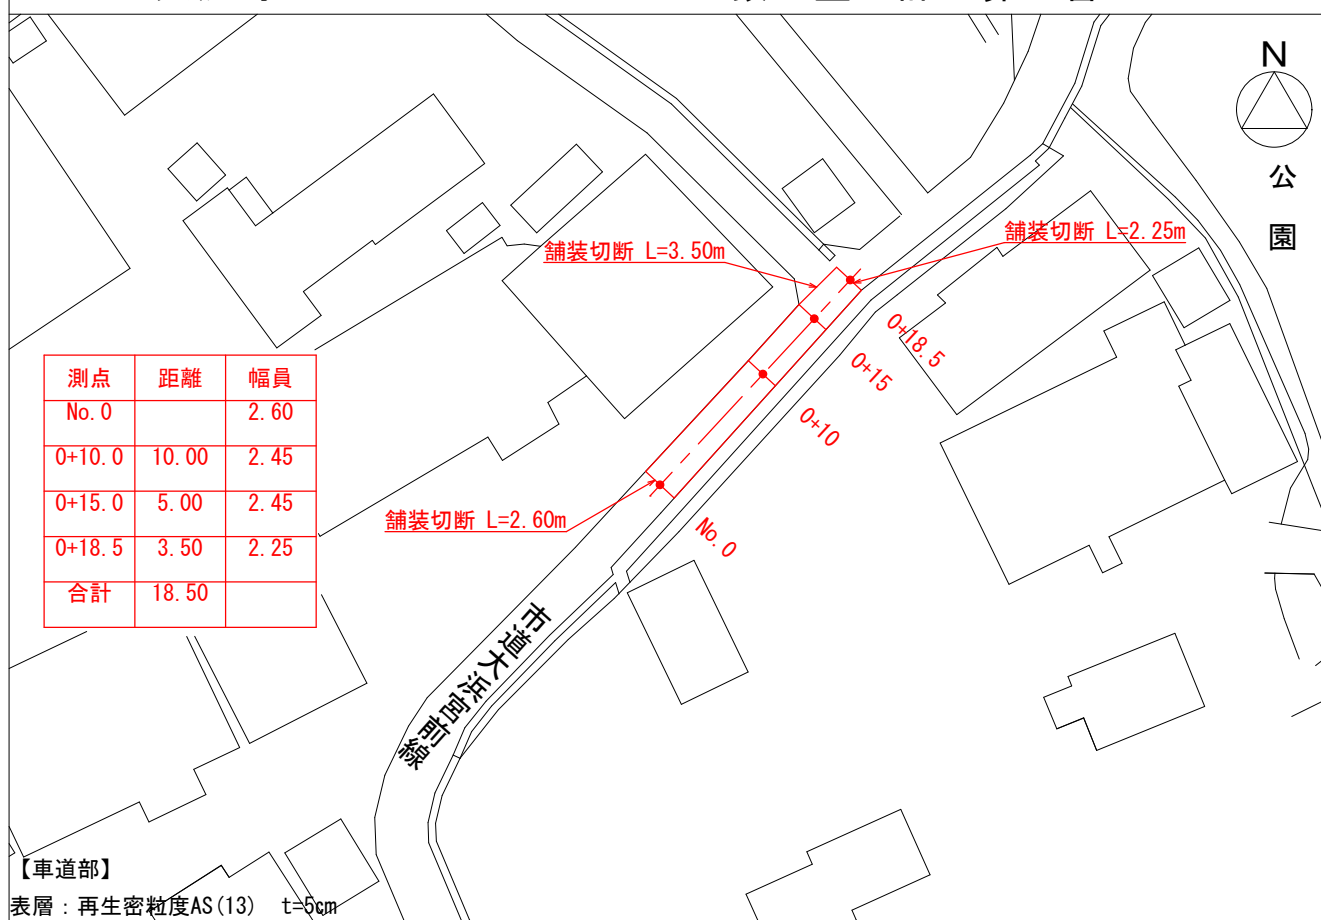 N
公
園
舗装切断 L=3.50m
舗装切断 L=2.25m
0+18.5
0+15
0+10
No.0
舗装切断 L=2.60m
測点 距離 幅員
No.0 2.60
0+10.0 10.00 2.45
0+15.0 5.00 2.45
0+18.5 3.50 2.25
合計 18.50
市道大浜宮前線
【車道部】
表層：再生密粒度AS(13) t=5cm